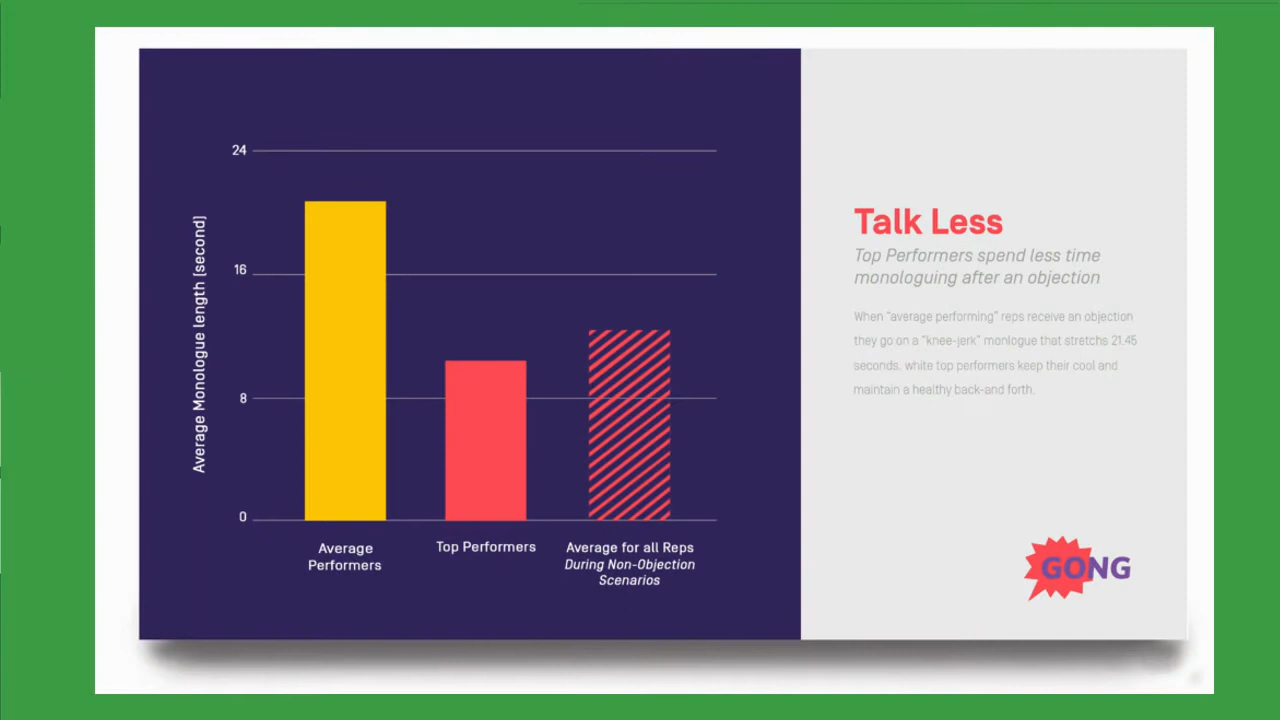 24
16
8
0
Average Monologue length [second]
Average
Performers
Top Performers
Average for all Reps
During Non-Objection
Scenarios
Talk Less
Top Performers spend less time
monologuing after an objection
When "average performing" reps receive an objection
they go on a "knee-jerk" monlogue that stretchs 21.45
seconds. white top performers keep their cool and
maintain a healthy back-and forth.
GONG